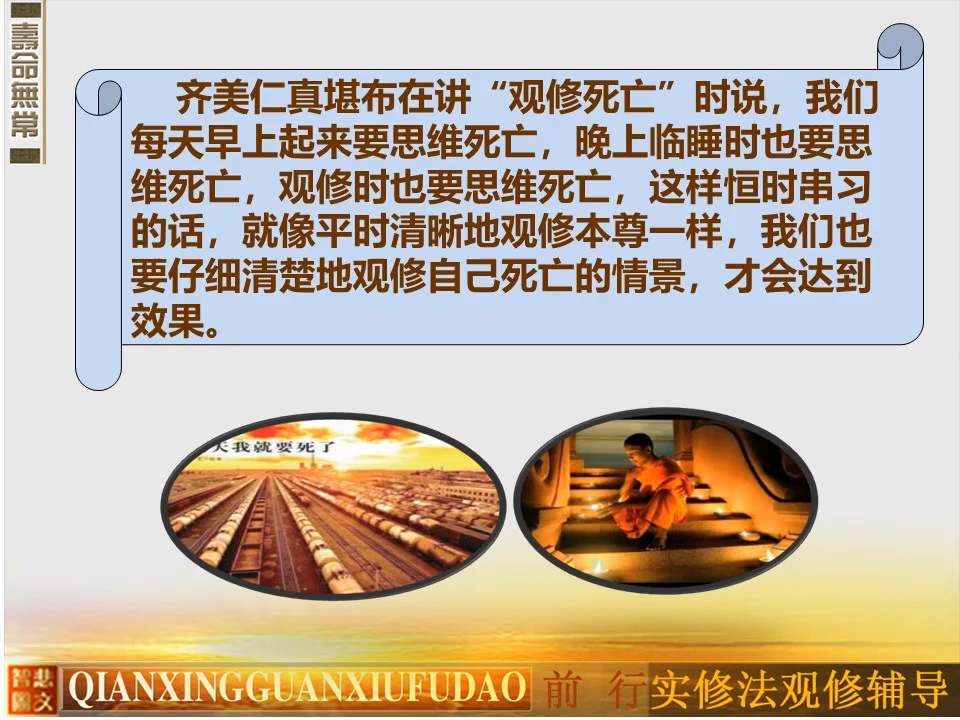 壽命無常
齐美仁真堪布在讲“观修死亡”时说，我们
每天早上起来要思维死亡，晚上临睡时也要思
维死亡，观修时也要思维死亡，这样恒时串习
的话，就像平时清晰地观修本尊一样，我们也
要仔细清楚地观修自己死亡的情景，才会达到
效果。
天我就要死了
智悲
圆文
QIANXINGGUANXIUFUDAO
前 行 实修法观修辅导